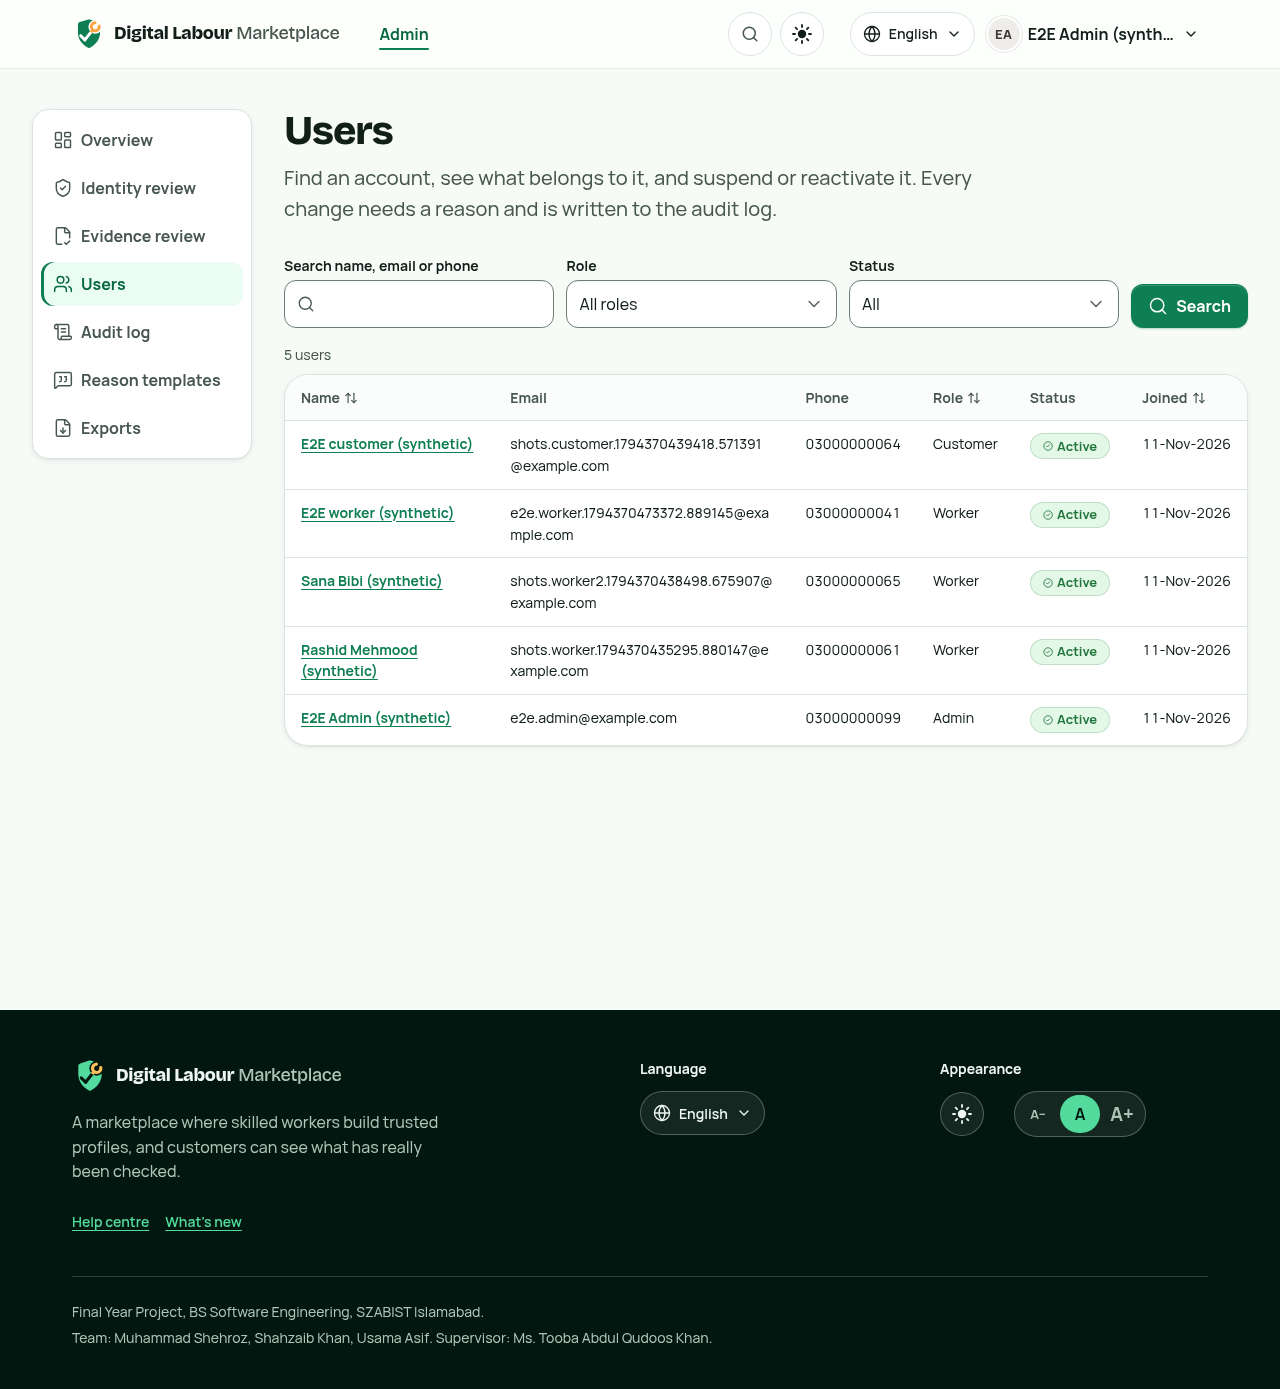 Digital Labour Marketplace
Admin
English
EA
E2E Admin (synth...
Overview
Identity review
Evidence review
Users
Audit log
Reason templates
Exports
Users
Find an account, see what belongs to it, and suspend or reactivate it. Every
change needs a reason and is written to the audit log.
Search name, email or phone
Role
Status
All roles
All
Search
5 users
Name Email Phone Role Status Joined
E2E customer (synthetic) shots.customer.1794370439418.571391 03000000064 Customer Active 11-Nov-2026
@example.com
E2E worker (synthetic) e2e.worker.1794370473372.889145@exa 03000000041 Worker Active 11-Nov-2026
mple.com
Sana Bibi (synthetic) shots.worker2.1794370438498.675907@ 03000000065 Worker Active 11-Nov-2026
example.com
Rashid Mehmood shots.worker.1794370435295.880147@e 03000000061 Worker Active 11-Nov-2026
(synthetic) xample.com
E2E Admin (synthetic) e2e.admin@example.com 03000000099 Admin Active 11-Nov-2026
Digital Labour Marketplace
A marketplace where skilled workers build trusted
profiles, and customers can see what has really
been checked.
Help centre What's new
Language
English
Appearance
A− A A+
Final Year Project, BS Software Engineering, SZABIST Islamabad.
Team: Muhammad Shehroz, Shahzaib Khan, Usama Asif. Supervisor: Ms. Tooba Abdul Qudoos Khan.